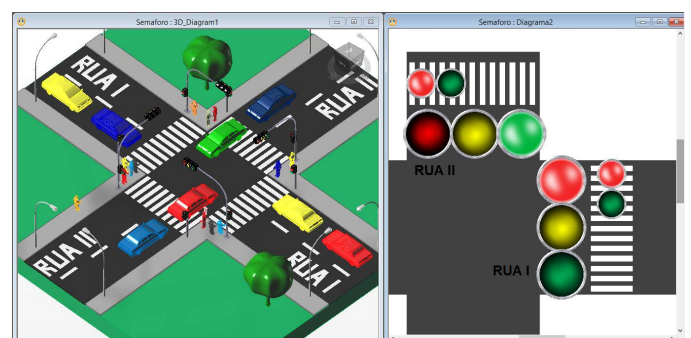 Semaforo : 3D_Diagram1
RUA I
RUA II
RUA II
RUA I
Semaforo : Diagrama2
RUA II
RUA I